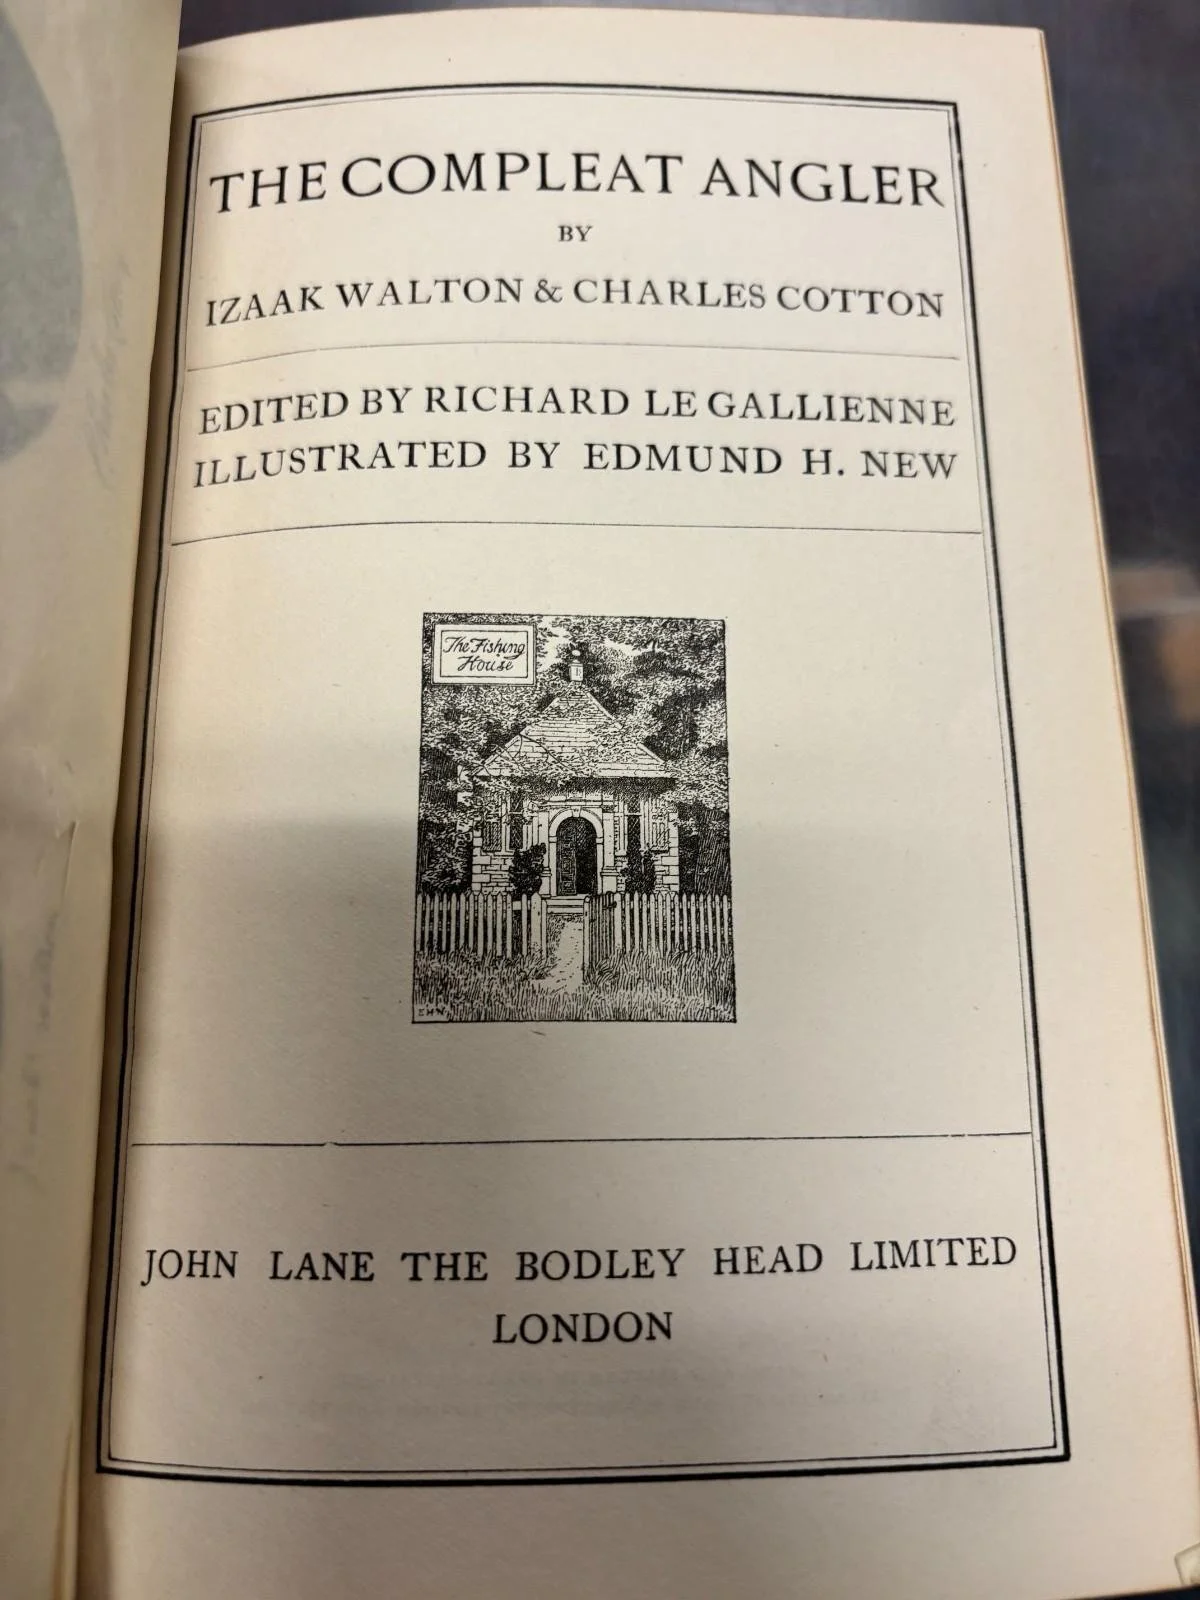 THE COMPLEAT ANGLER
BY
IZAAK WALTON & CHARLES COTTON
EDITED BY RICHARD LE GALLIENNE
ILLUSTRATED BY EDMUND H. NEW
The Fishing
House
EHN
JOHN LANE THE BODLEY HEAD LIMITED
LONDON